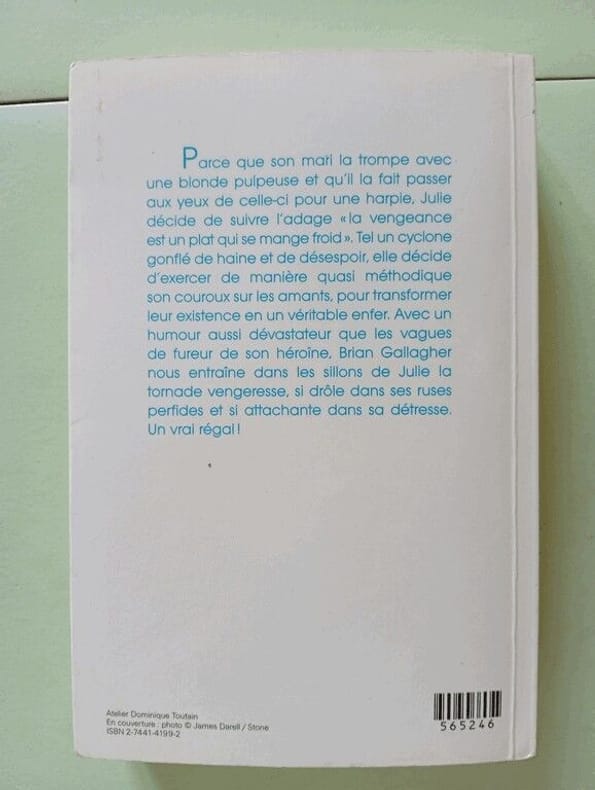 Parce que son mari la trompe avec
une blonde pulpeuse et qu'il la fait passer
aux yeux de celle-ci pour une harpie, Julie
décide de suivre l'adage « la vengeance
est un plat qui se mange froid ». Tel un cyclone
gonflé de haine et de désespoir, elle décide
d'exercer de manière quasi méthodique
son couroux sur les amants, pour transformer
leur existence en un véritable enfer. Avec un
humour aussi dévastateur que les vagues
de fureur de son héroïne, Brian Gallagher
nous entraîne dans les sillons de Julie la
tornade vengeresse, si drôle dans ses ruses
perfides et si attachante dans sa détresse.
Un vrai régal !
Atelier Dominique Toutain
En couverture : photo © James Darell / Stone
ISBN 2-7441-4199-2
565246